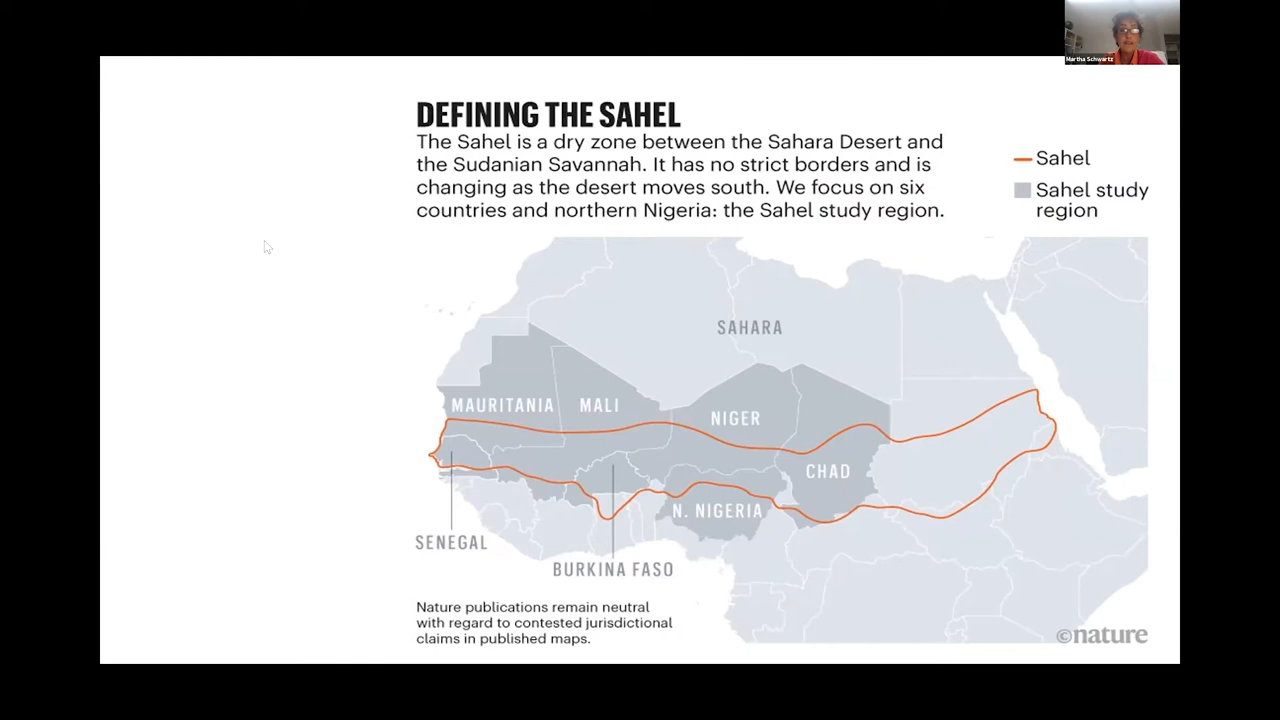 Martha Schwartz
DEFINING THE SAHEL
The Sahel is a dry zone between the Sahara Desert and
the Sudanian Savannah. It has no strict borders and is
changing as the desert moves south. We focus on six
countries and northern Nigeria: the Sahel study region.
Sahel
Sahel study
region
SAHARA
MAURITANIA
MALI
NIGER
CHAD
N. NIGERIA
SENEGAL
BURKINA FASO
Nature publications remain neutral
with regard to contested jurisdictional
claims in published maps.
©nature